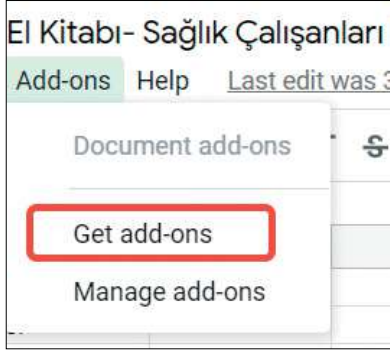 El Kitabı- Sağlık Çalışanları
Add-ons Help Last edit was
Document add-ons
Get add-ons
Manage add-ons